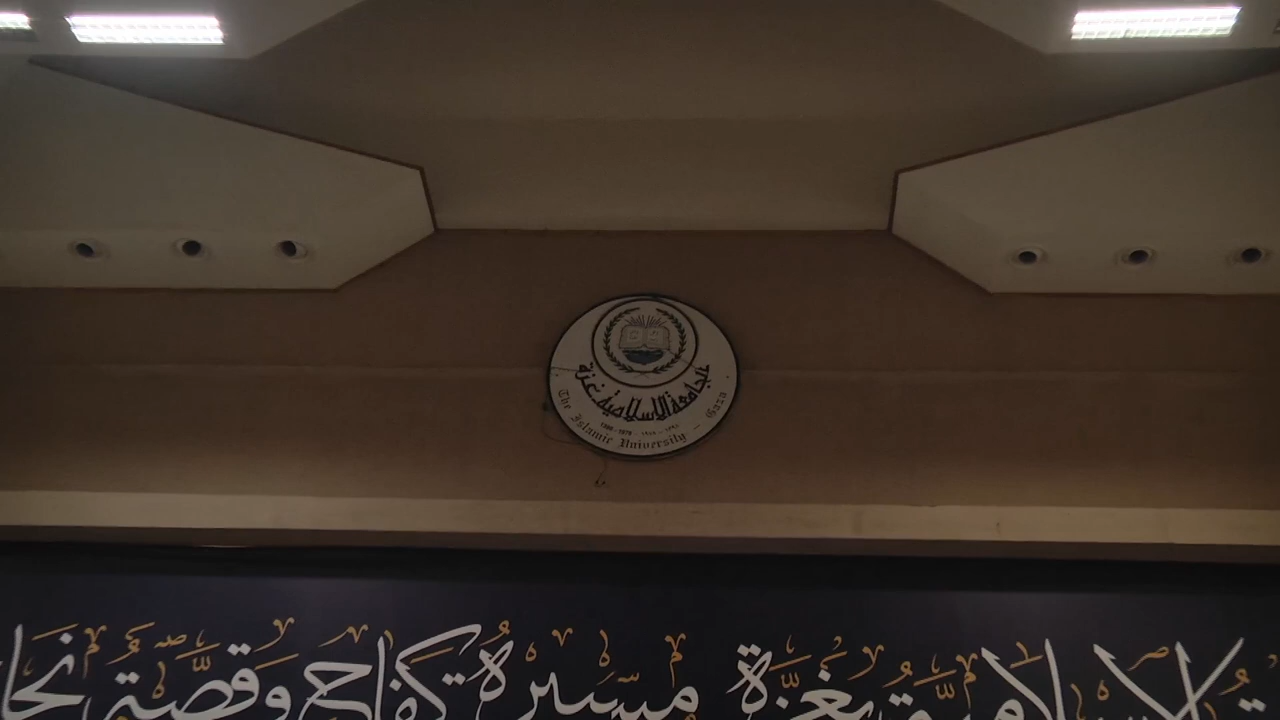 الجامعة الإسلامية - غزة
The Islamic University - Gaza
الإسلامية بغزة مسيرة كفاح وقصة